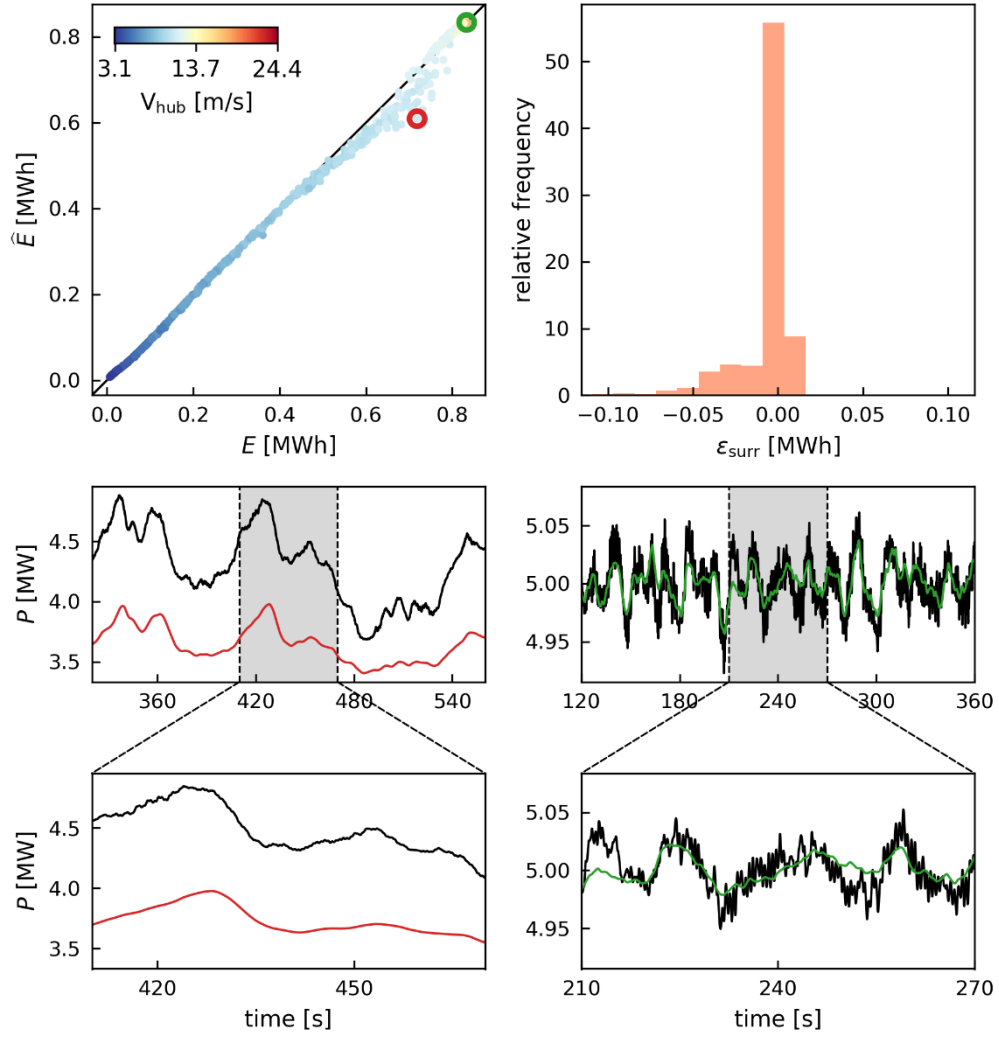 0.8
0.6
0.4
0.2
0.0
Ê [MWh]
3.1 13.7 24.4
V_hub [m/s]
0.0 0.2 0.4 0.6 0.8
E [MWh]
50
40
30
20
10
0
relative frequency
−0.10 −0.05 0.00 0.05 0.10
ε_surr [MWh]
4.5
4.0
3.5
P [MW]
360 420 480 540
5.05
5.00
4.95
120 180 240 300 360
4.5
4.0
3.5
P [MW]
420 450
time [s]
5.05
5.00
4.95
210 240 270
time [s]